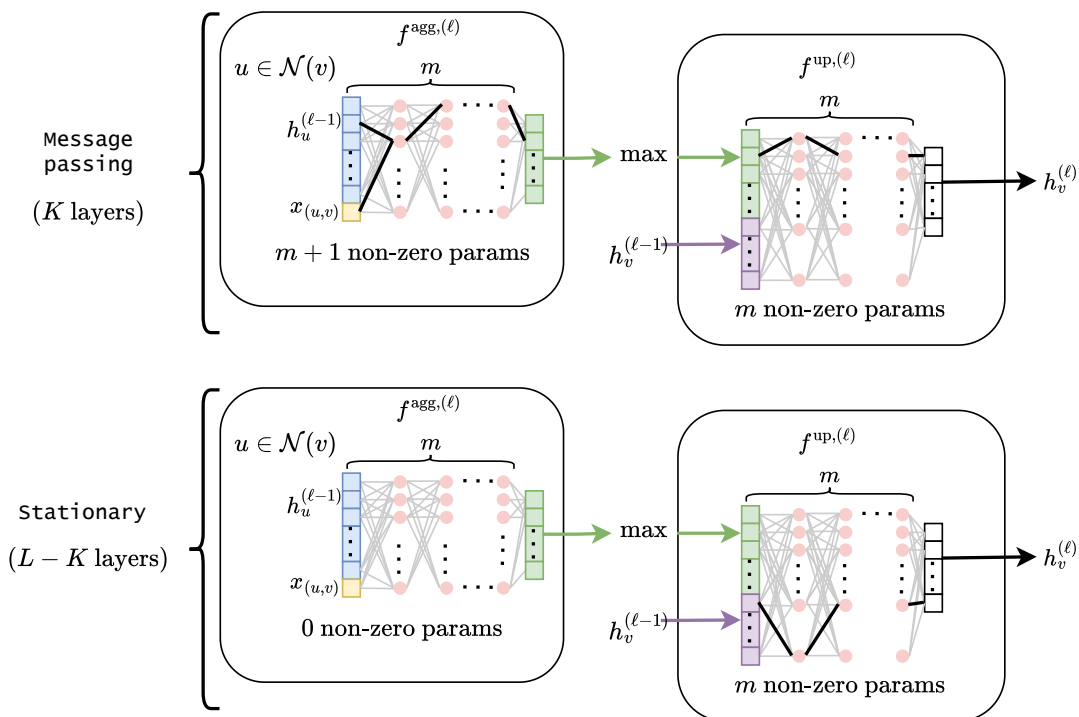 Message
passing
(K layers)
f^{agg,(ℓ)}
u ∈ 𝒩(v)
m
h_u^{(ℓ−1)}
x_{(u,v)}
m + 1 non-zero params
max
h_v^{(ℓ−1)}
f^{up,(ℓ)}
m
m non-zero params
h_v^{(ℓ)}
Stationary
(L − K layers)
f^{agg,(ℓ)}
u ∈ 𝒩(v)
m
h_u^{(ℓ−1)}
x_{(u,v)}
0 non-zero params
max
h_v^{(ℓ−1)}
f^{up,(ℓ)}
m
m non-zero params
h_v^{(ℓ)}